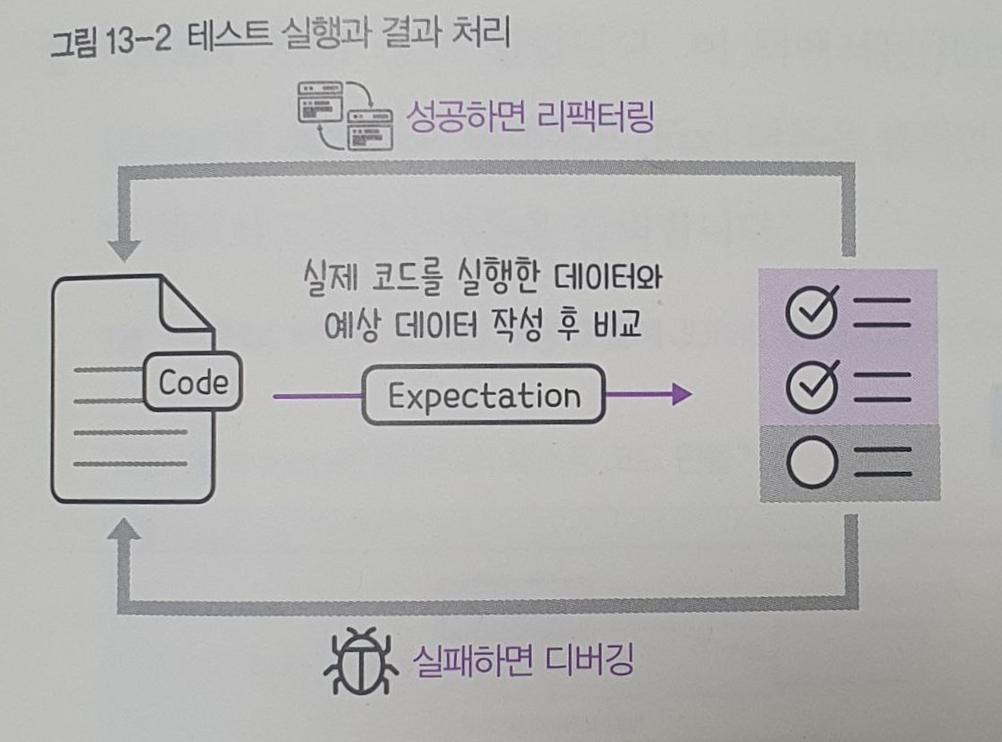 그림 13-2 테스트 실행과 결과 처리
성공하면 리팩터링
실제 코드를 실행한 데이터와
예상 데이터 작성 후 비교
Code
Expectation
실패하면 디버깅